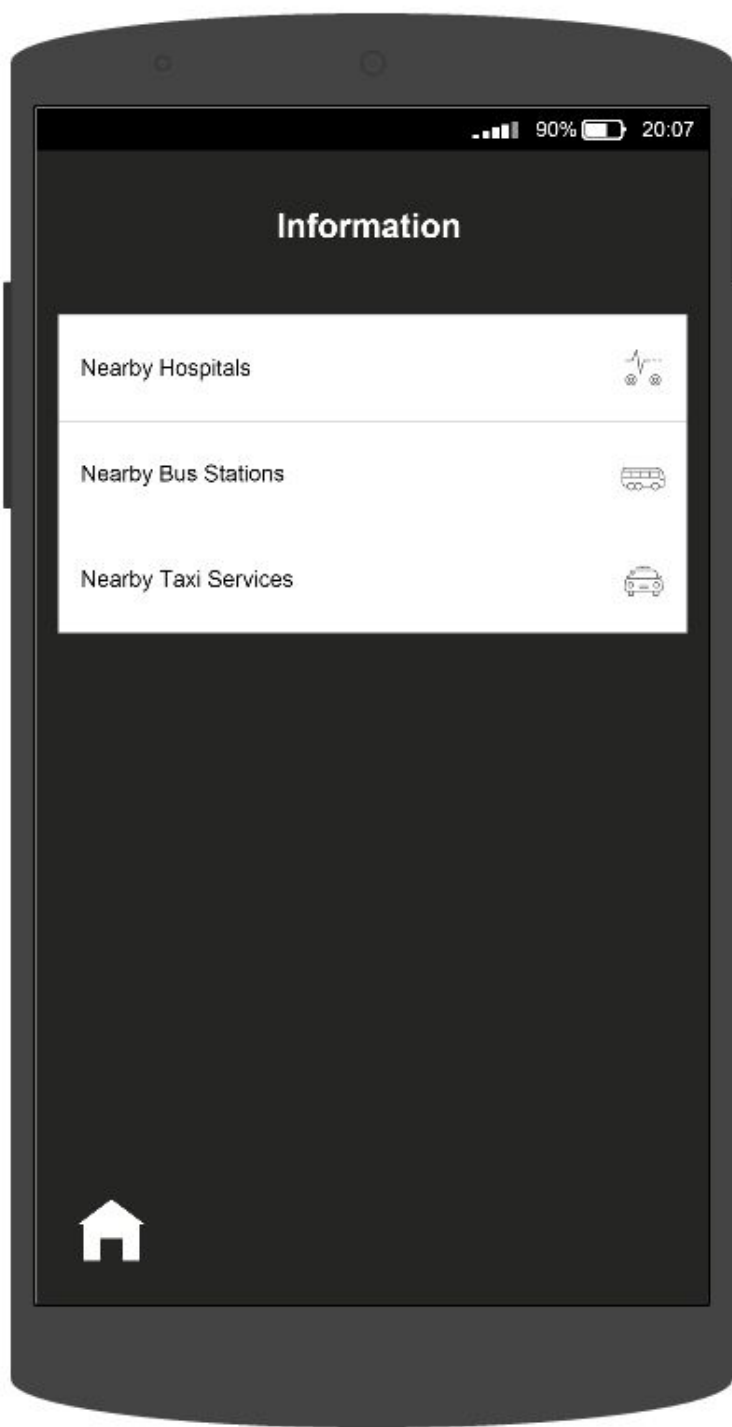 90% 20:07
Information
Nearby Hospitals
Nearby Bus Stations
Nearby Taxi Services